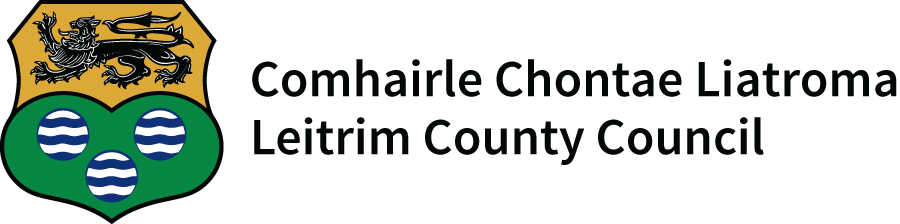 Comhairle Chontae Liatroma
Leitrim County Council